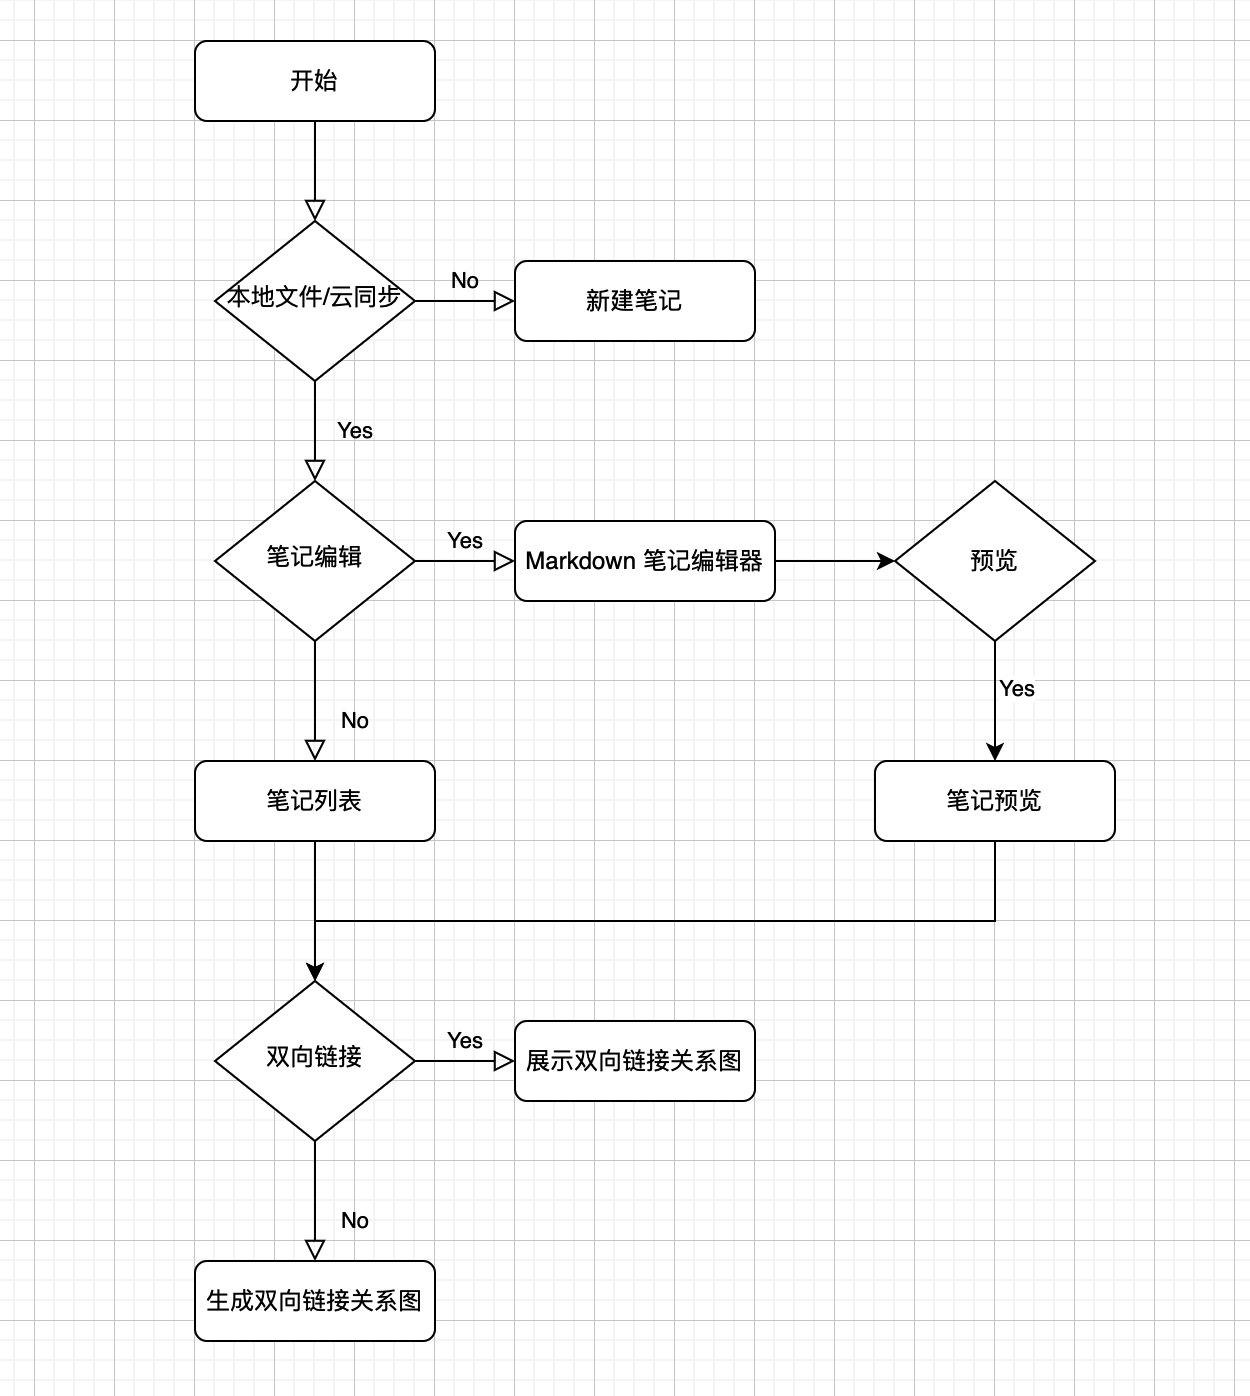 开始
本地文件/云同步
No
新建笔记
Yes
笔记编辑
Yes
Markdown 笔记编辑器
预览
Yes
No
笔记列表
笔记预览
双向链接
Yes
展示双向链接关系图
No
生成双向链接关系图